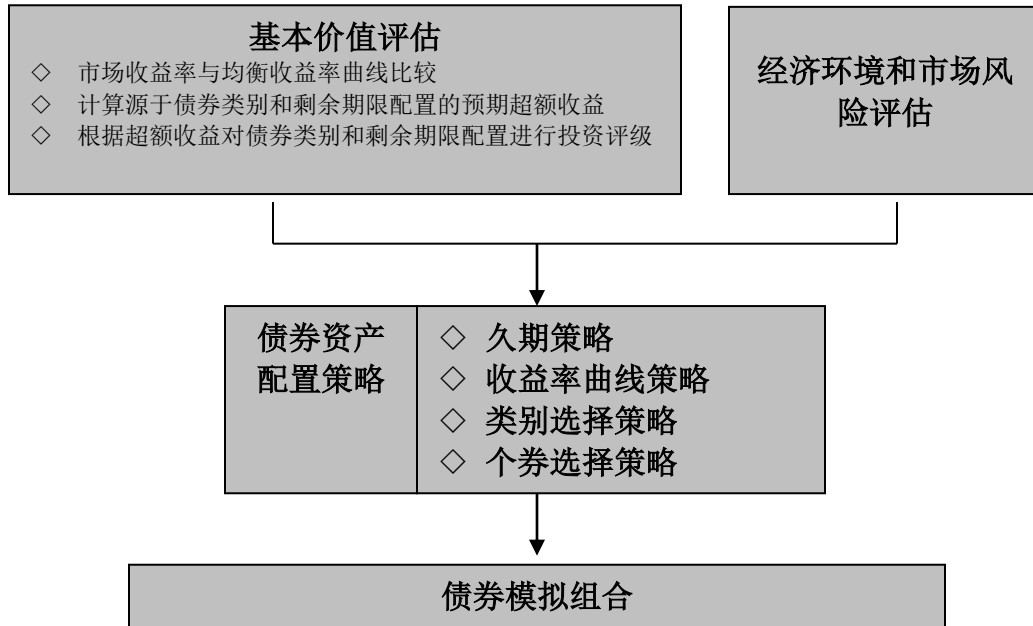 基本价值评估
◇ 市场收益率与均衡收益率曲线比较
◇ 计算源于债券类别和剩余期限配置的预期超额收益
◇ 根据超额收益对债券类别和剩余期限配置进行投资评级
经济环境和市场风
险评估
债券资产
配置策略
◇ 久期策略
◇ 收益率曲线策略
◇ 类别选择策略
◇ 个券选择策略
债券模拟组合